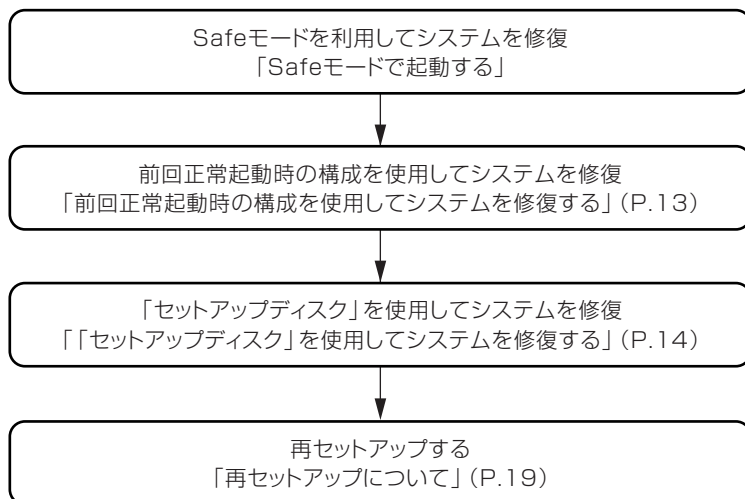 Safeモードを利用してシステムを修復
「Safeモードで起動する」
前回正常起動時の構成を使用してシステムを修復
「前回正常起動時の構成を使用してシステムを修復する」(P.13)
「セットアップディスク」を使用してシステムを修復
「「セットアップディスク」を使用してシステムを修復する」(P.14)
再セットアップする
「再セットアップについて」(P.19)